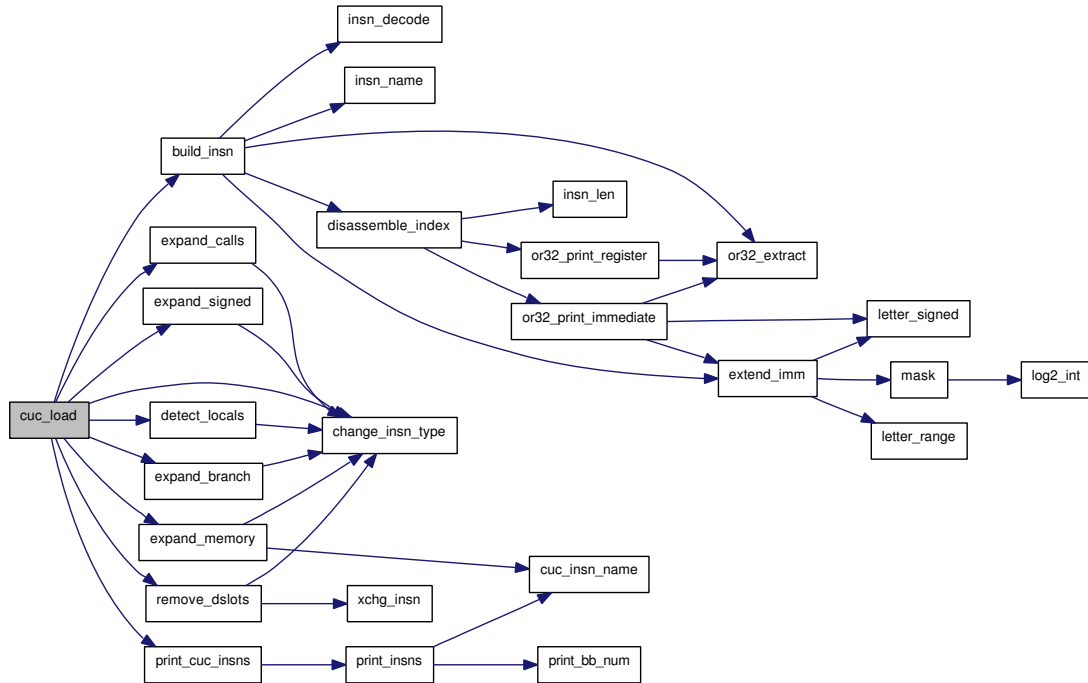 insn_decode
insn_name
build_insn
insn_len
disassemble_index
expand_calls
or32_print_register
or32_extract
expand_signed
or32_print_immediate
letter_signed
extend_imm
mask
log2_int
cuc_load
detect_locals
change_insn_type
letter_range
expand_branch
expand_memory
cuc_insn_name
remove_dslots
xchg_insn
print_cuc_insns
print_insns
print_bb_num